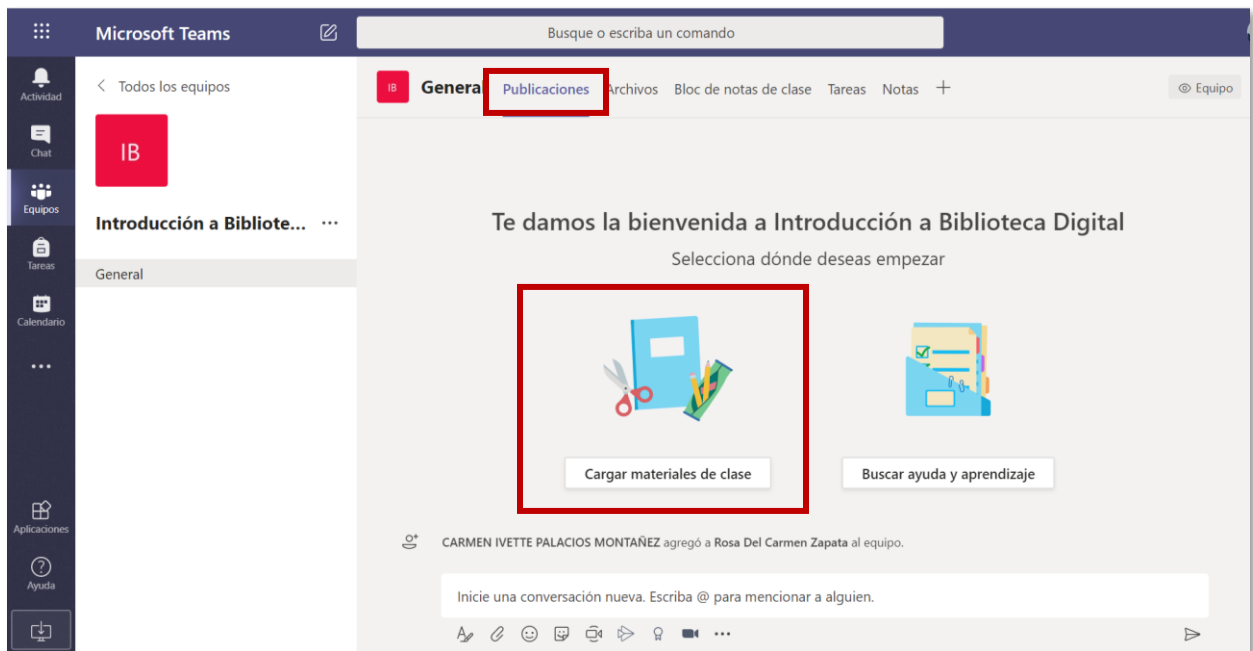 Microsoft Teams
Busque o escriba un comando
Actividad
Chat
Equipos
Tareas
Calendario
Aplicaciones
Ayuda
Todos los equipos
IB
Introducción a Bibliote...
General
IB
General
Publicaciones
Archivos
Bloc de notas de clase
Tareas
Notas
Equipo
Te damos la bienvenida a Introducción a Biblioteca Digital
Selecciona dónde deseas empezar
Cargar materiales de clase
Buscar ayuda y aprendizaje
CARMEN IVETTE PALACIOS MONTAÑEZ agregó a Rosa Del Carmen Zapata al equipo.
Inicie una conversación nueva. Escriba @ para mencionar a alguien.